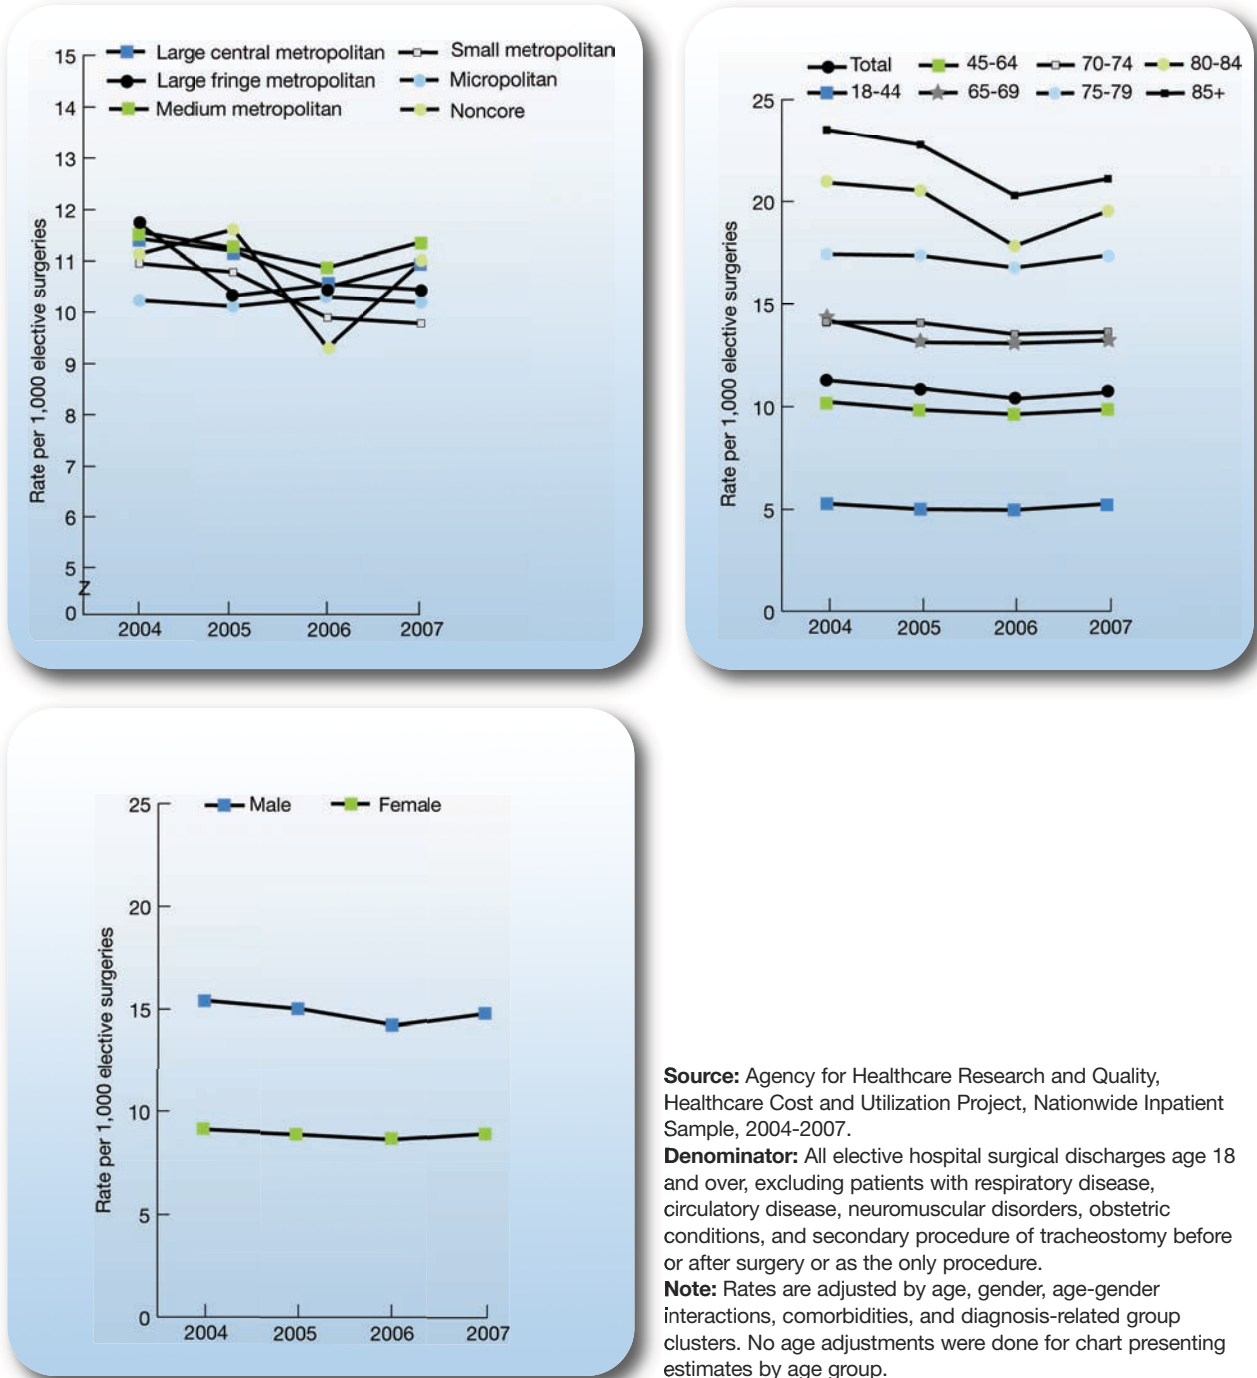 Large central metropolitan
Small metropolitan
Large fringe metropolitan
Micropolitan
Medium metropolitan
Noncore
Rate per 1,000 elective surgeries
15
14
13
12
11
10
9
8
7
6
5
Z
0
2004 2005 2006 2007
Total 45-64 70-74 80-84
18-44 65-69 75-79 85+
Rate per 1,000 elective surgeries
25
20
15
10
5
0
2004 2005 2006 2007
Male Female
Rate per 1,000 elective surgeries
25
20
15
10
5
0
2004 2005 2006 2007
Source: Agency for Healthcare Research and Quality,
Healthcare Cost and Utilization Project, Nationwide Inpatient
Sample, 2004-2007.
Denominator: All elective hospital surgical discharges age 18
and over, excluding patients with respiratory disease,
circulatory disease, neuromuscular disorders, obstetric
conditions, and secondary procedure of tracheostomy before
or after surgery or as the only procedure.
Note: Rates are adjusted by age, gender, age-gender
interactions, comorbidities, and diagnosis-related group
clusters. No age adjustments were done for chart presenting
estimates by age group.